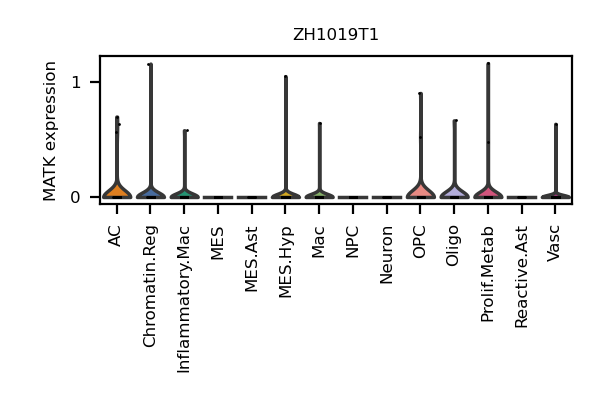 ZH1019T1
MATK expression
1
0
AC
Chromatin.Reg
Inflammatory.Mac
MES
MES.Ast
MES.Hyp
Mac
NPC
Neuron
OPC
Oligo
Prolif.Metab
Reactive.Ast
Vasc